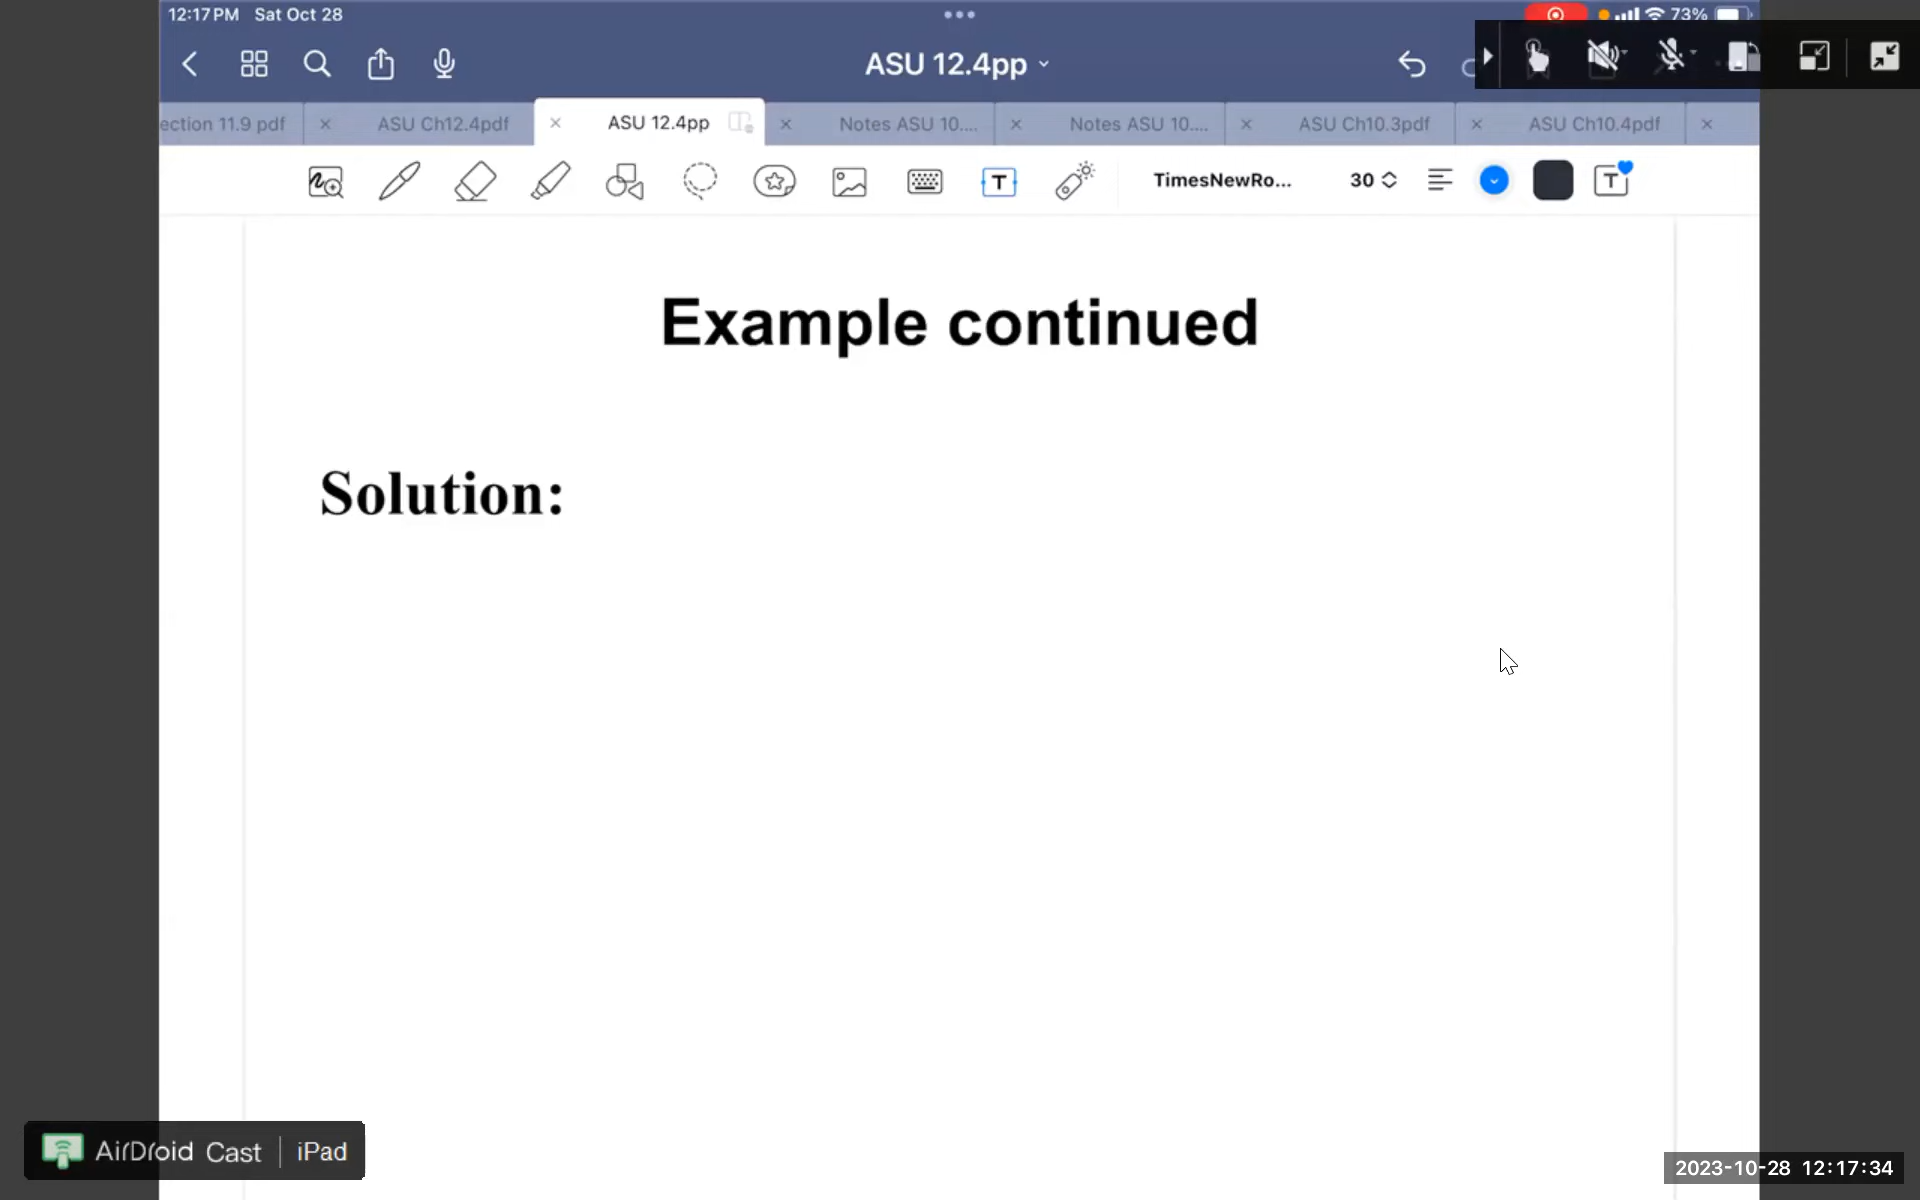 12:17 PM Sat Oct 28
73%
ASU 12.4pp
ection 11.9 pdf
ASU Ch12.4pdf
ASU 12.4pp
Notes ASU 10....
Notes ASU 10....
ASU Ch10.3pdf
ASU Ch10.4pdf
TimesNewRo...
30
Example continued
Solution:
AirDroid Cast
iPad
2023-10-28 12:17:34